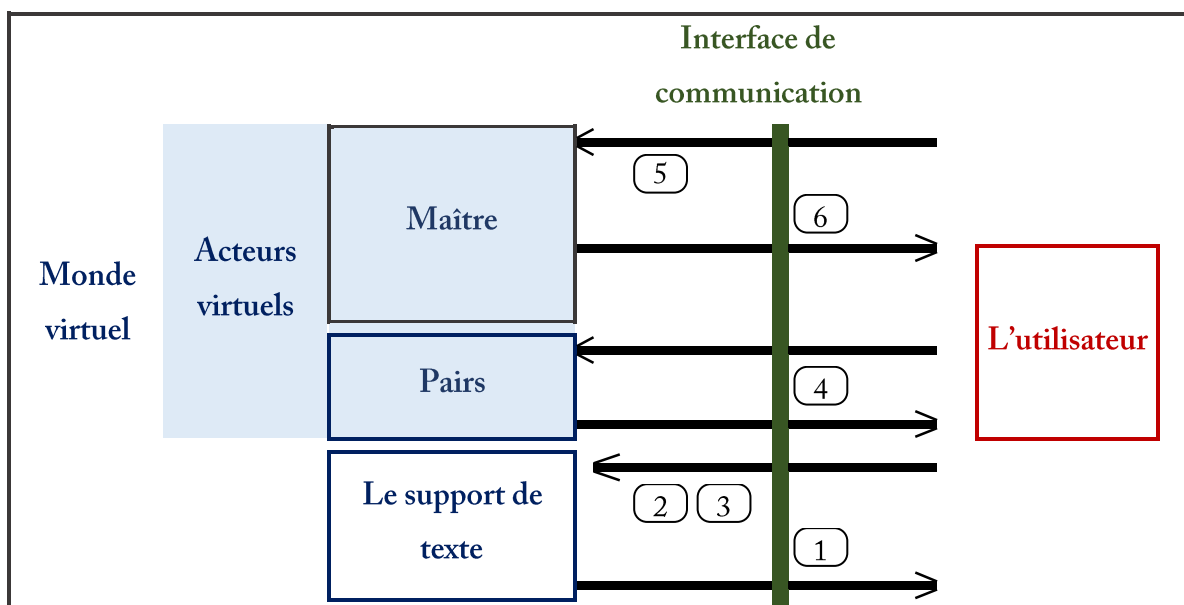 Interface de
communication
5
6
Maître
Acteurs
virtuels
Monde
virtuel
L'utilisateur
Pairs
4
Le support de
texte
2 3
1